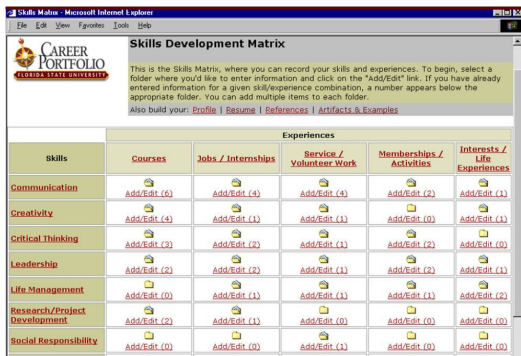 Skills Matrix - Microsoft Internet Explorer
File Edit View Favorites Tools Help
CAREER
PORTFOLIO
FLORIDA STATE UNIVERSITY
Skills Development Matrix
This is the Skills Matrix, where you can record your skills and
experiences. To begin, select a
folder where you'd like to enter information and click on the "Add/Edit" link. If you have already
entered information for a given skill/experience combination, a number appears below the
appropriate folder. You can add multiple items to each folder.
Also build your: Profile | Resume | References | Artifacts & Examples
Experiences
Skills
Courses
Jobs / Internships
Service /
Volunteer Work
Memberships /
Activities
Interests /
Life
Experiences
Communication
Add/Edit (6) Add/Edit (4) Add/Edit (4) Add/Edit (2) Add/Edit (1)
Creativity
Add/Edit (4) Add/Edit (1) Add/Edit (1) Add/Edit (0) Add/Edit (1)
Critical Thinking
Add/Edit (3) Add/Edit (2) Add/Edit (1) Add/Edit (2) Add/Edit (0)
Leadership
Add/Edit (2) Add/Edit (2) Add/Edit (1) Add/Edit (2) Add/Edit (1)
Life Management
Add/Edit (0) Add/Edit (1) Add/Edit (1) Add/Edit (1) Add/Edit (2)
Research/Project
Development
Add/Edit (2) Add/Edit (1) Add/Edit (0) Add/Edit (0) Add/Edit (0)
Social Responsibility
Add/Edit (0) Add/Edit (0) Add/Edit (1) Add/Edit (0) Add/Edit (0)